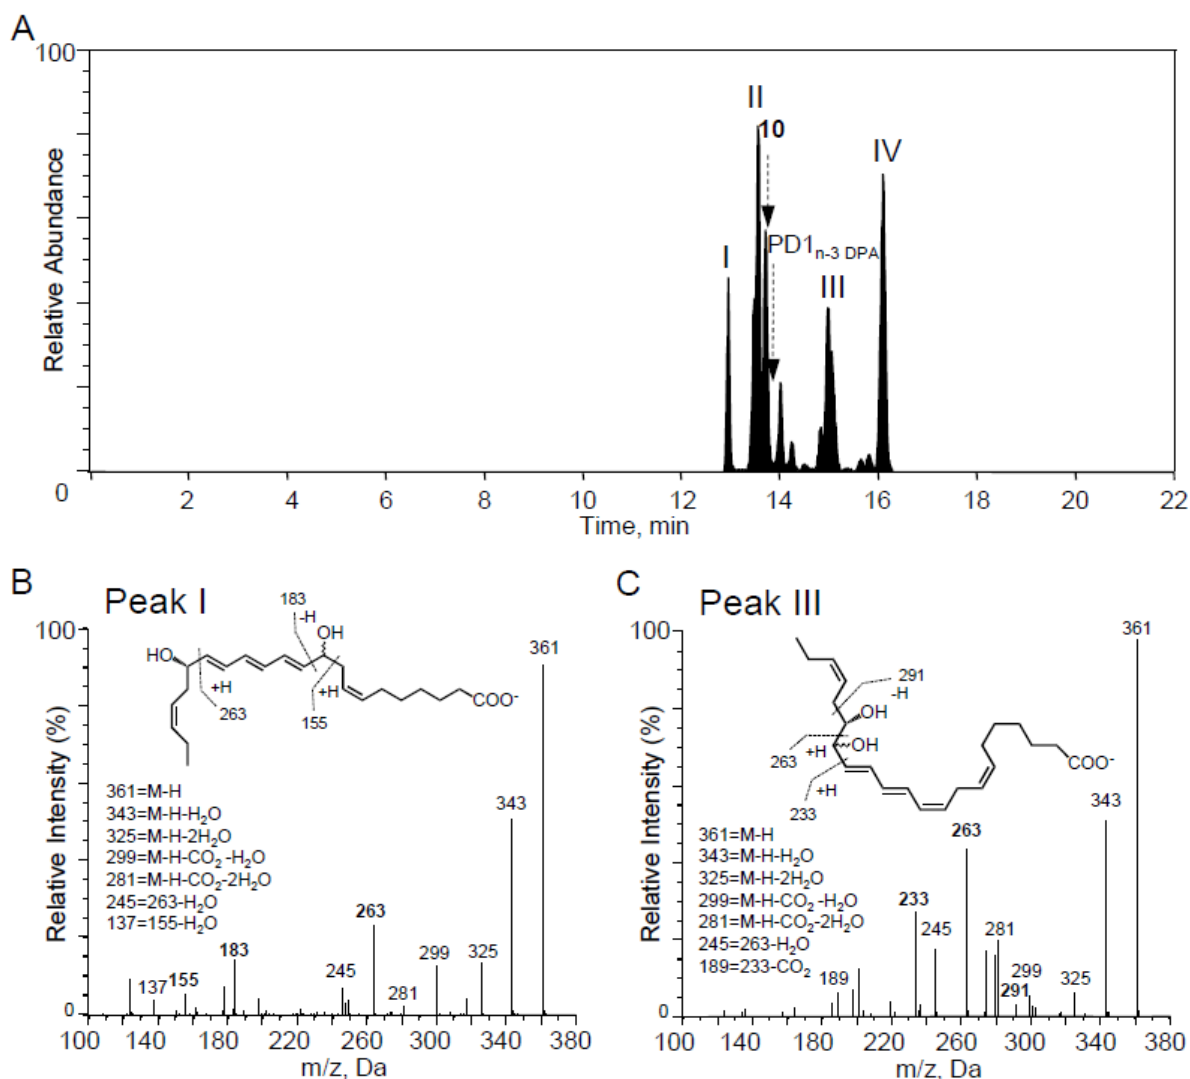 A
100
Relative Abundance
0
I
II
10
PD1n-3 DPA
III
IV
2 4 6 8 10 12 14 16 18 20 22
Time, min
B
Peak I
100
Relative Intensity (%)
0
183
-H
OH
HO
+H
263
+H
155
COO-
361=M-H
343=M-H-H2O
325=M-H-2H2O
299=M-H-CO2-H2O
281=M-H-CO2-2H2O
245=263-H2O
137=155-H2O
137
155
183
245
263
281
299
325
343
361
100 140 180 220 260 300 340 380
m/z, Da
C
Peak III
100
Relative Intensity (%)
0
291
-H
OH
OH
263
+H
+H
233
COO-
361=M-H
343=M-H-H2O
325=M-H-2H2O
299=M-H-CO2-H2O
281=M-H-CO2-2H2O
245=263-H2O
189=233-CO2
189
233
245
263
281
291
299
325
343
361
100 140 180 220 260 300 340 380
m/z, Da